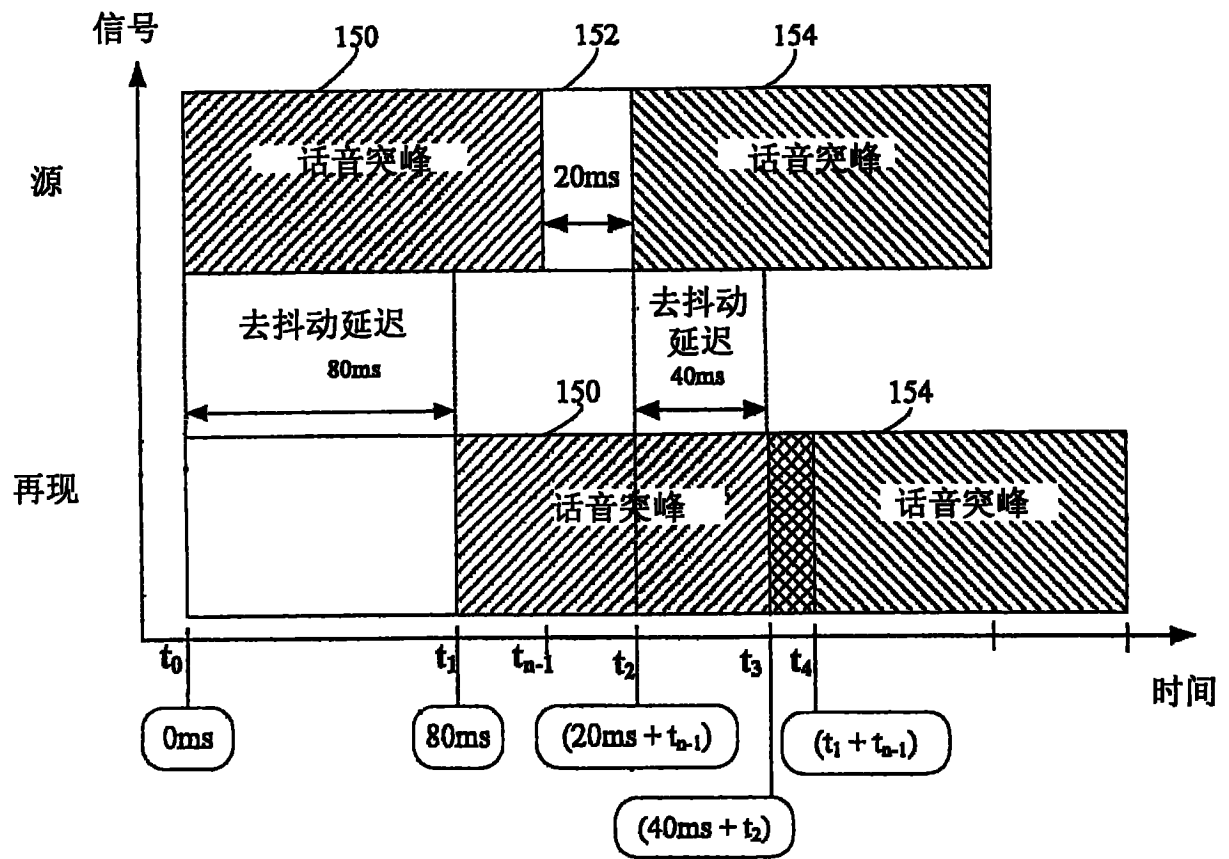 信号
150
152
154
源
话音突峰
20ms
话音突峰
去抖动延迟
80ms
去抖动
延迟
40ms
150
154
再现
话音突峰
话音突峰
t₀
t₁
tₙ₋₁
t₂
t₃
t₄
时间
0ms
80ms
(20ms + tₙ₋₁)
(t₁ + tₙ₋₁)
(40ms + t₂)